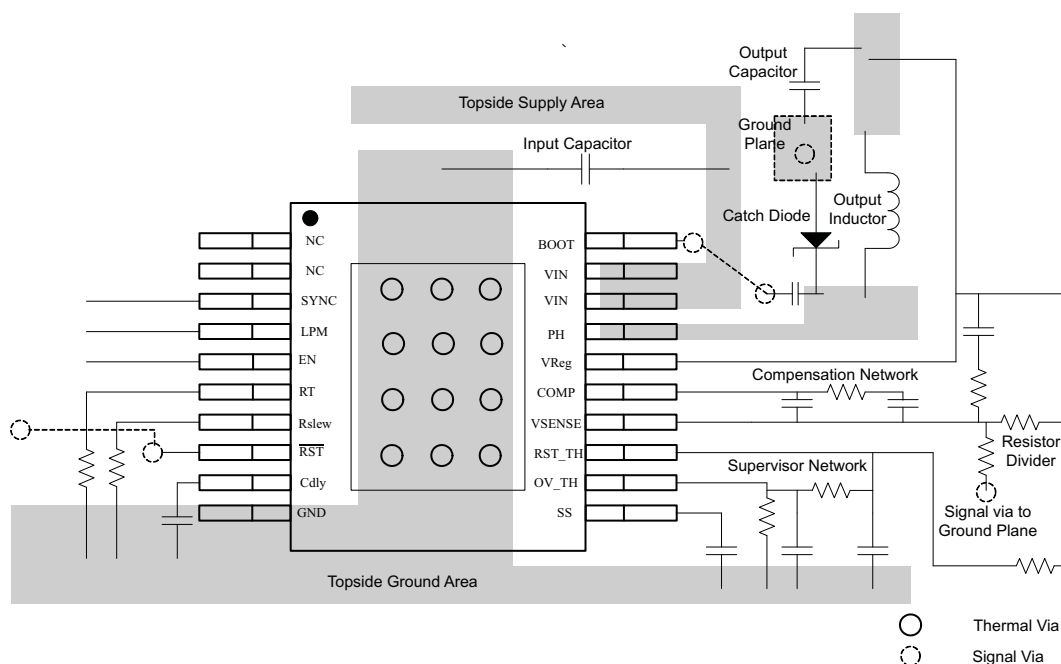 `
Output
Capacitor
Topside Supply Area
Ground
Plane
Input Capacitor
Output
Inductor
Catch Diode
NC
NC
SYNC
LPM
EN
RT
Rslew
RST
Cdly
GND
BOOT
VIN
VIN
PH
VReg
COMP
VSENSE
RST_TH
OV_TH
SS
Compensation Network
Resistor
Divider
Supervisor Network
Signal via to
Ground Plane
Topside Ground Area
Thermal Via
Signal Via